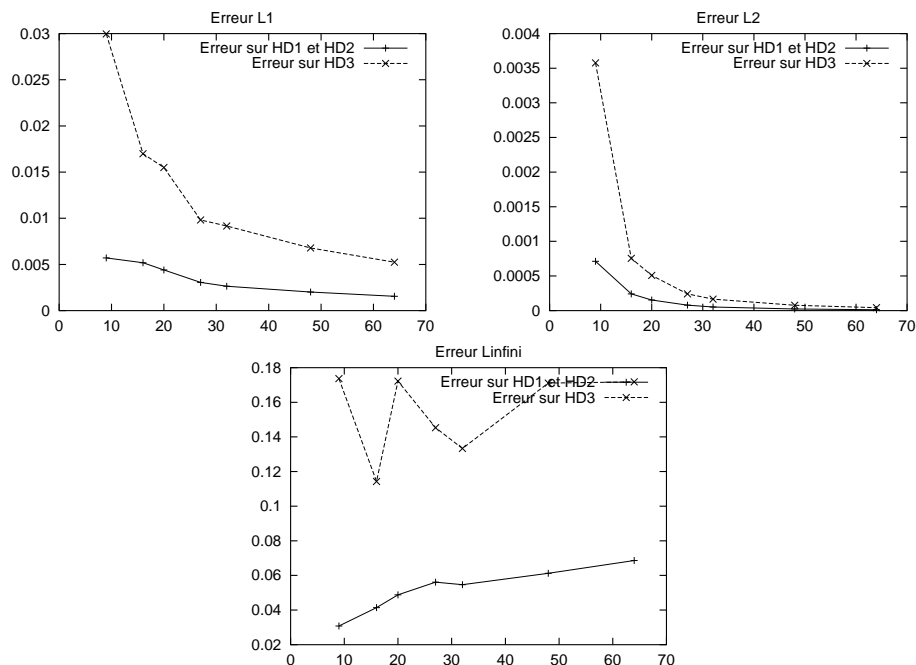 Erreur L1
Erreur sur HD1 et HD2
Erreur sur HD3
0.03
0.025
0.02
0.015
0.01
0.005
0
0 10 20 30 40 50 60 70
Erreur L2
Erreur sur HD1 et HD2
Erreur sur HD3
0.004
0.0035
0.003
0.0025
0.002
0.0015
0.001
0.0005
0
0 10 20 30 40 50 60 70
Erreur Linfini
Erreur sur HD1 et HD2
Erreur sur HD3
0.18
0.16
0.14
0.12
0.1
0.08
0.06
0.04
0.02
0 10 20 30 40 50 60 70